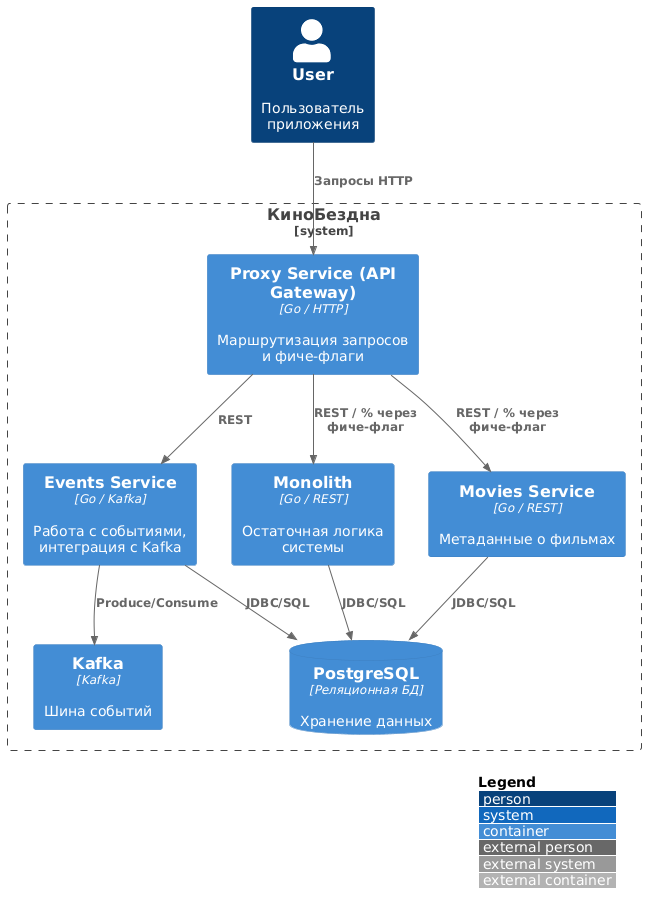 User
Пользователь
приложения
Запросы HTTP
КиноБездна
[system]
Proxy Service (API
Gateway)
[Go / HTTP]
Маршрутизация запросов
и фиче-флаги
REST
REST / % через
фиче-флаг
REST / % через
фиче-флаг
Events Service
[Go / Kafka]
Работа с событиями,
интеграция с Kafka
Monolith
[Go / REST]
Остаточная логика
системы
Movies Service
[Go / REST]
Метаданные о фильмах
Produce/Consume
JDBC/SQL
JDBC/SQL
JDBC/SQL
Kafka
[Kafka]
Шина событий
PostgreSQL
[Реляционная БД]
Хранение данных
Legend
person
system
container
external person
external system
external container